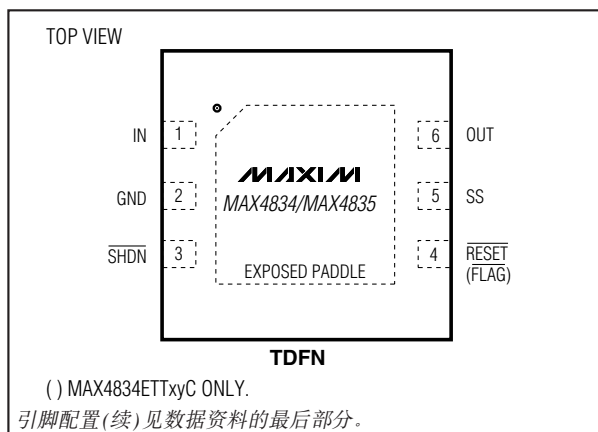 TOP VIEW
IN 1
6 OUT
MAXIM
GND 2
MAX4834/MAX4835
5 SS
SHDN 3
4 RESET
(FLAG)
EXPOSED PADDLE
TDFN
( ) MAX4834ETTxyC ONLY.
引脚配置(续)见数据资料的最后部分。